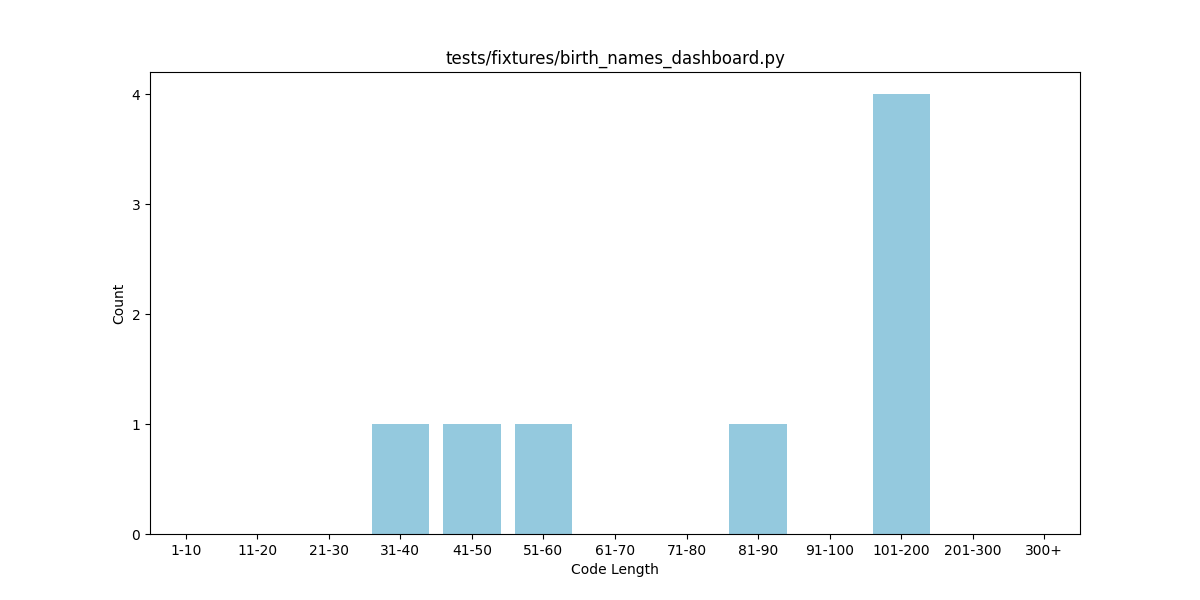 tests/fixtures/birth_names_dashboard.py
4
3
2
1
0
Count
1-10 11-20 21-30 31-40 41-50 51-60 61-70 71-80 81-90 91-100 101-200 201-300 300+
Code Length